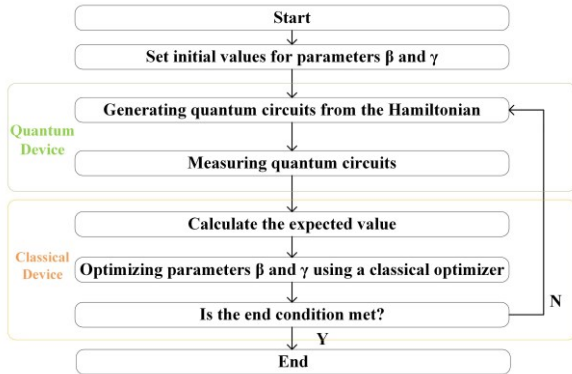 Start
Set initial values for parameters β and γ
Generating quantum circuits from the Hamiltonian
Quantum
Device
Measuring quantum circuits
Calculate the expected value
Classical
Device
Optimizing parameters β and γ using a classical optimizer
Is the end condition met?
N
Y
End